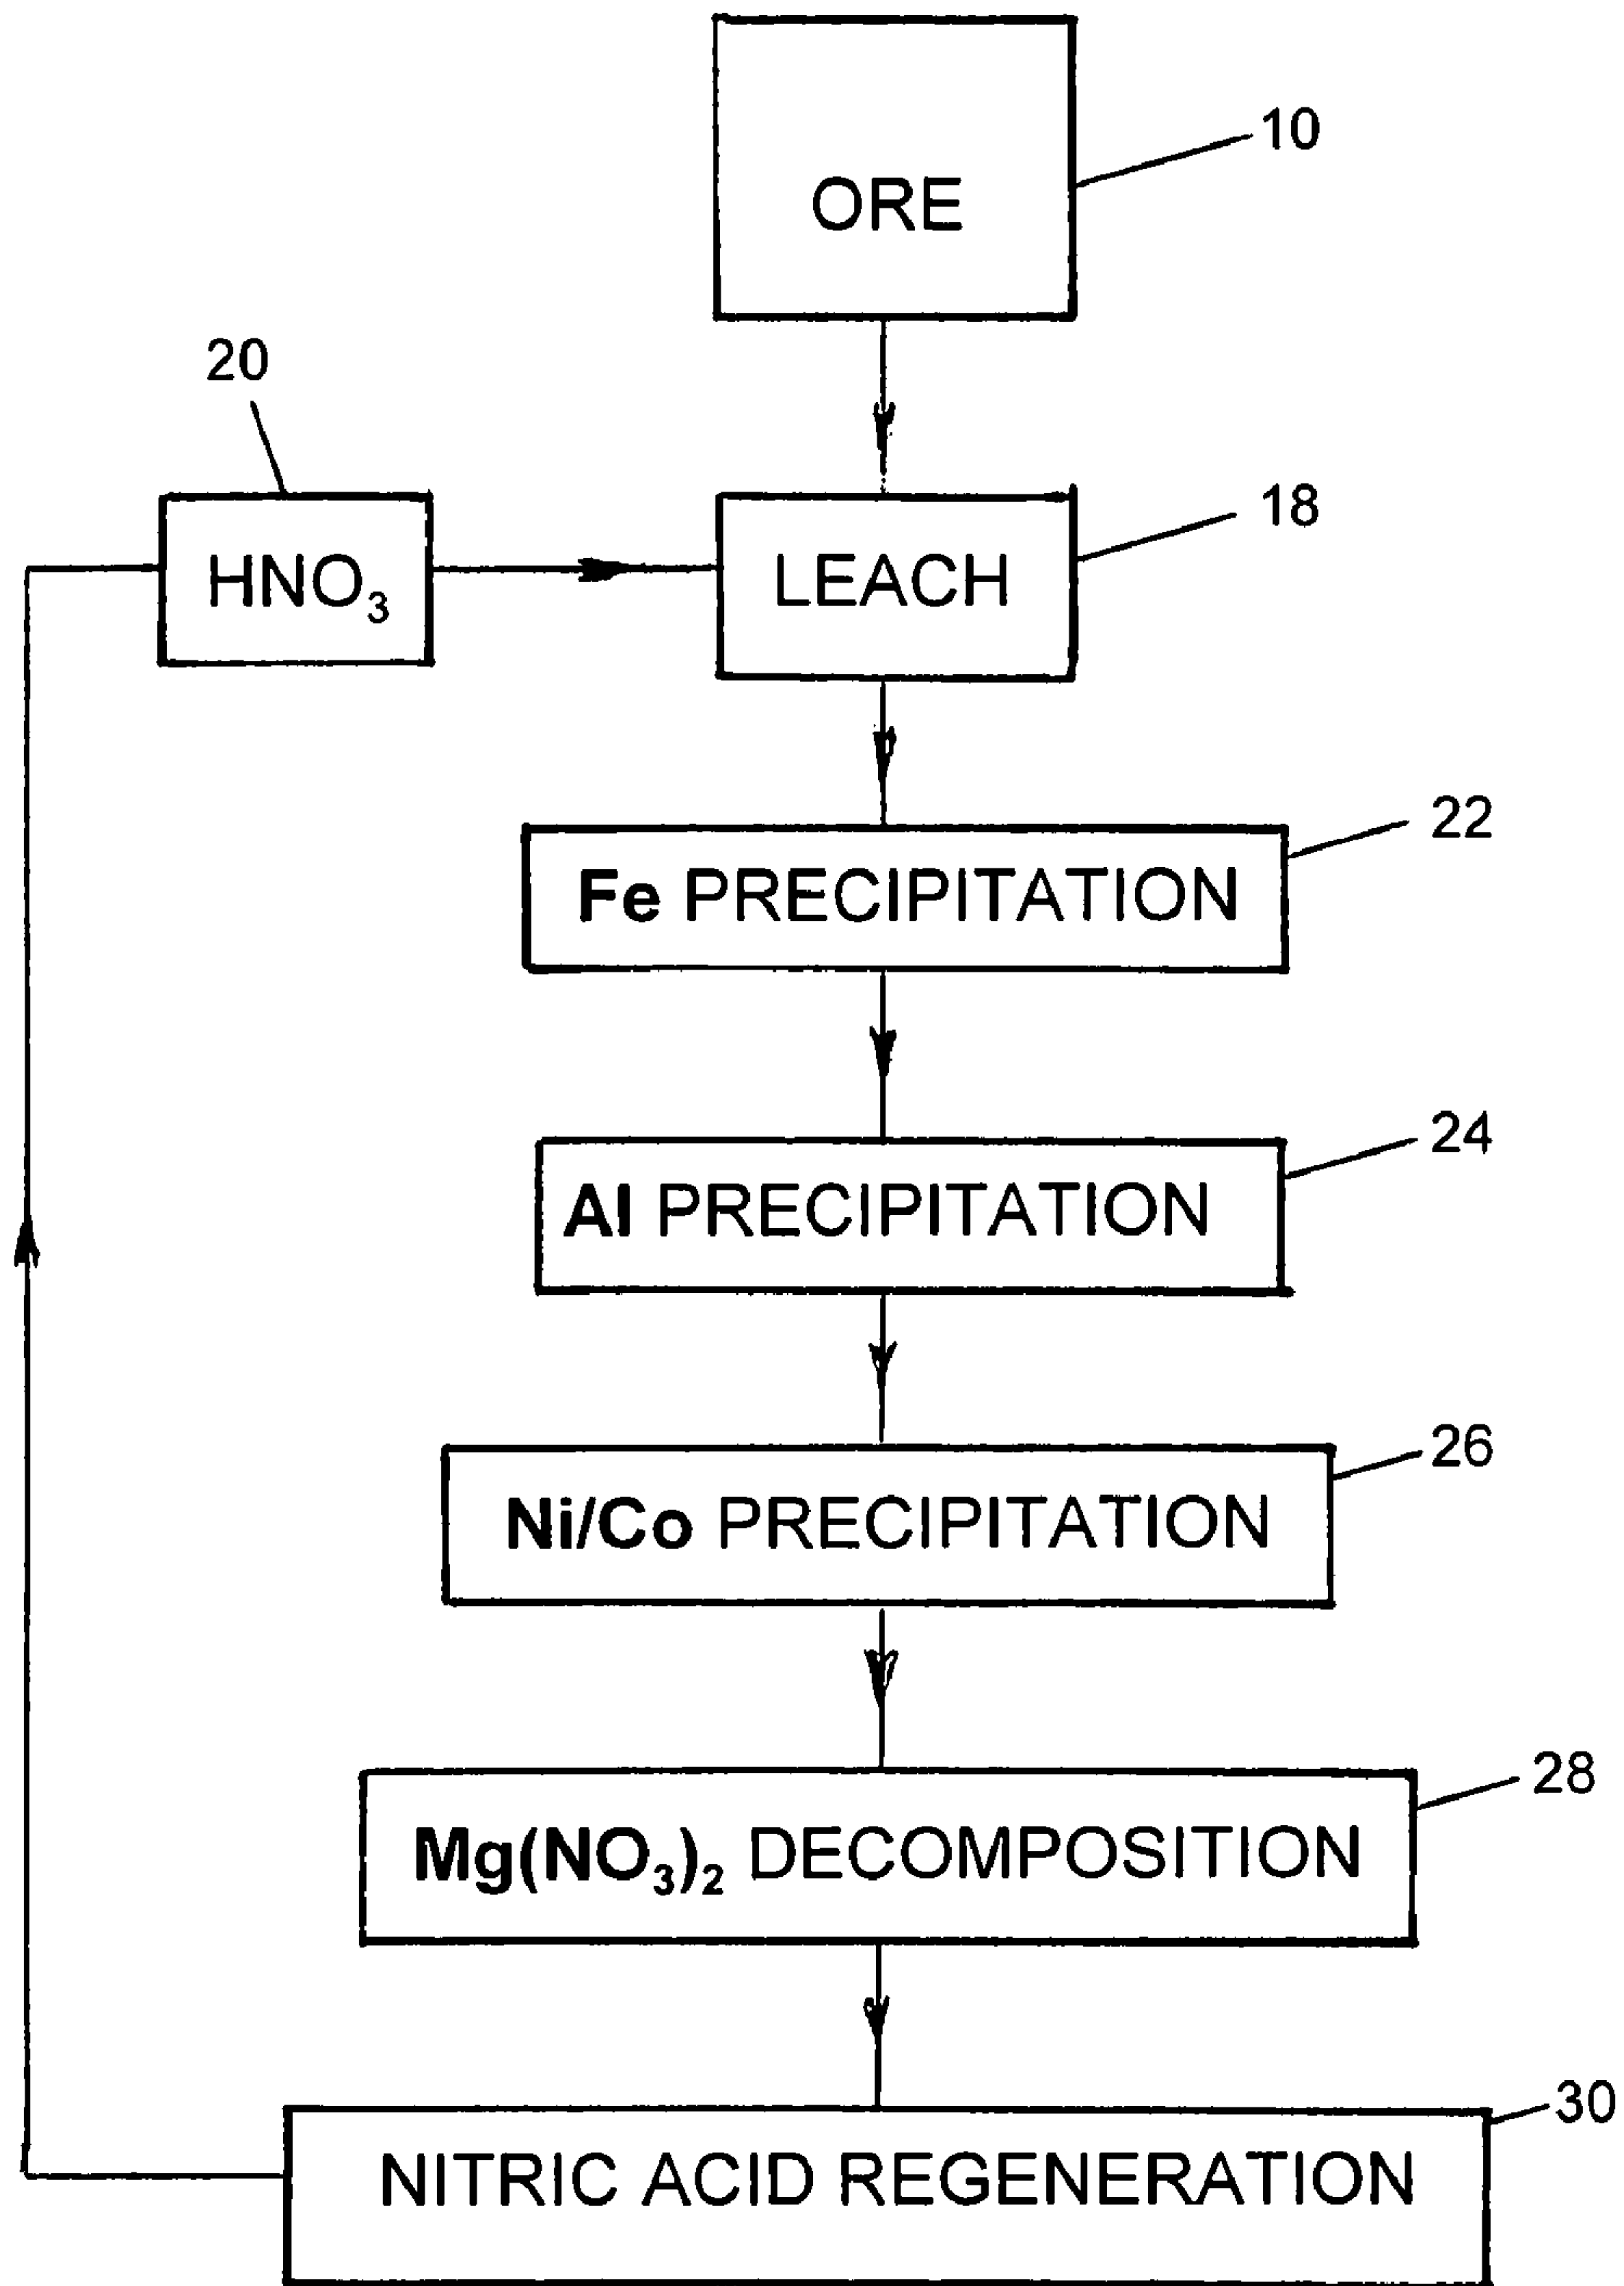 10
ORE
20
18
HNO₃
LEACH
22
Fe PRECIPITATION
24
Al PRECIPITATION
26
Ni/Co PRECIPITATION
28
Mg(NO₃)₂ DECOMPOSITION
30
NITRIC ACID REGENERATION